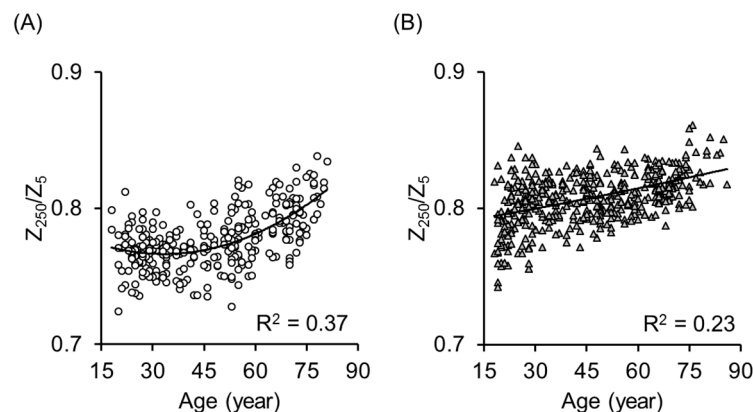 (A)
(B)
0.9
0.8
0.7
Z₂₅₀/Z₅
R² = 0.37
15 30 45 60 75 90
Age (year)
0.9
0.8
0.7
Z₂₅₀/Z₅
R² = 0.23
15 30 45 60 75 90
Age (year)